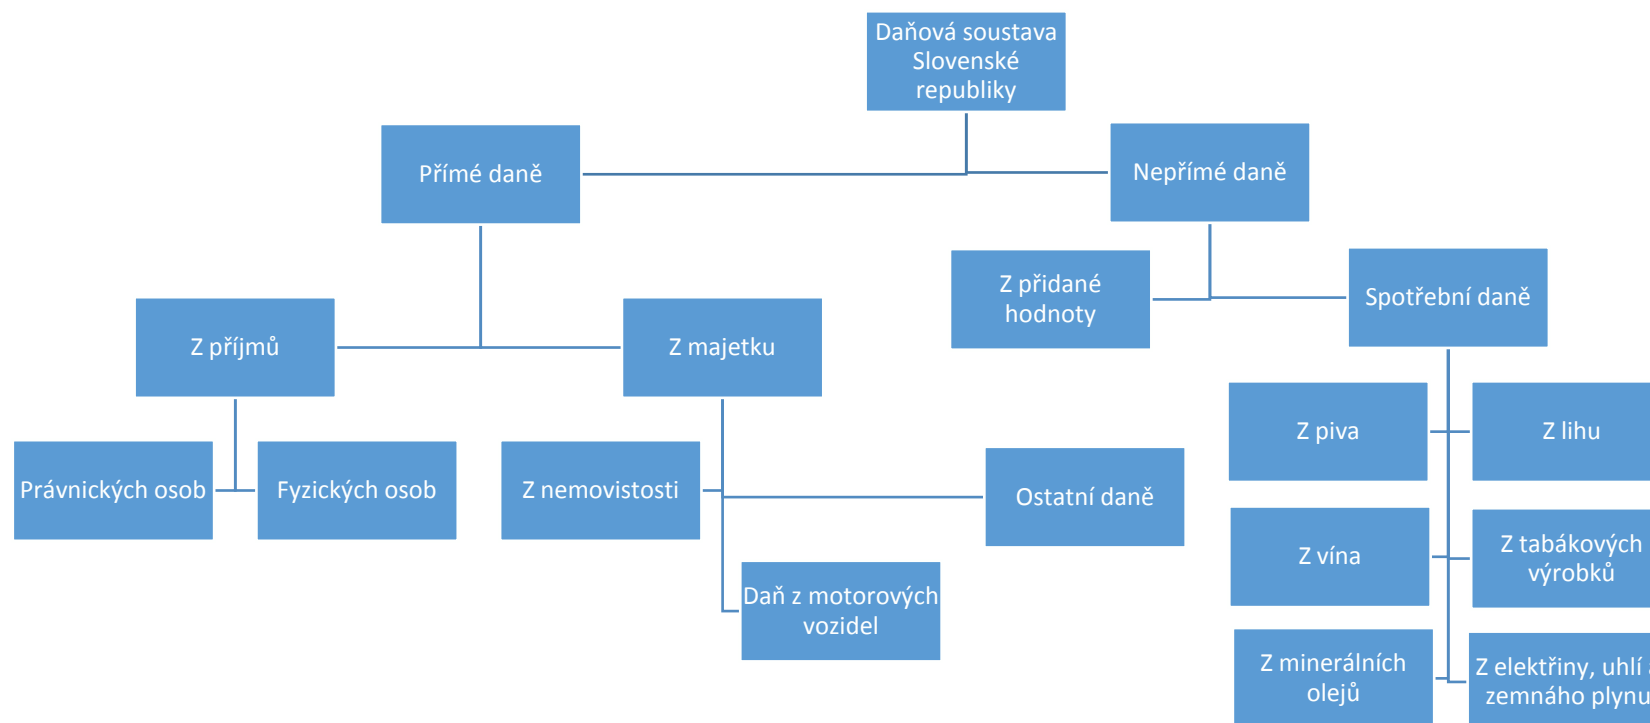 Daňová soustava
Slovenské
republiky
Přímé daně
Nepřímé daně
Z přidané
hodnoty
Spotřební daně
Z příjmů
Z majetku
Z piva
Z lihu
Právnických osob
Fyzických osob
Z nemovistosti
Ostatní daně
Z vína
Z tabákových
výrobků
Daň z motorových
vozidel
Z minerálních
olejů
Z elektřiny, uhlí a
zemnáho plynu